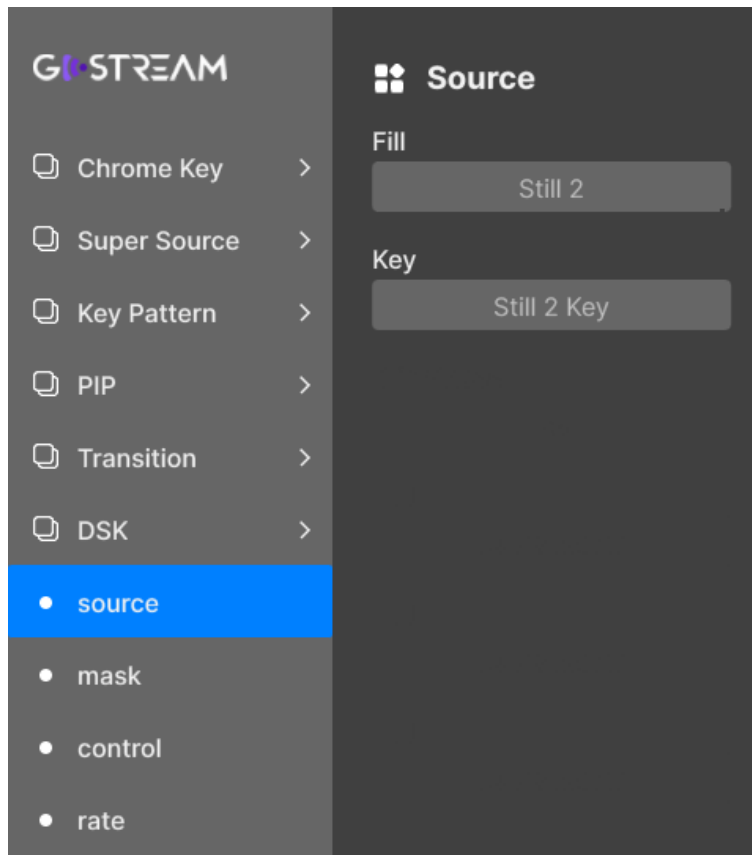 GOSTREAM
Chrome Key
Super Source
Key Pattern
PIP
Transition
DSK
source
mask
control
rate
Source
Fill
Still 2
Key
Still 2 Key